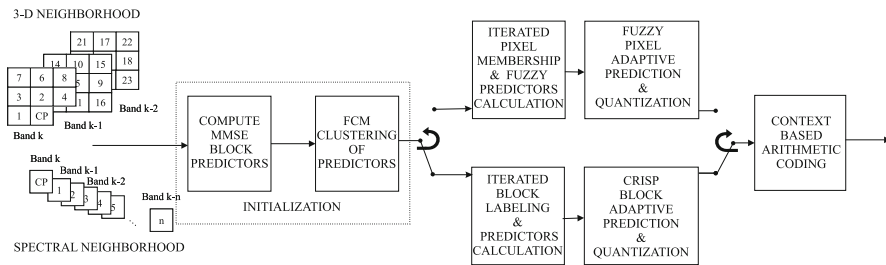 3-D NEIGHBORHOOD
21 17 22
14 10 15 18
7 6 8 5 9 23
3 2 4 1 16
1 CP
Band k-2
Band k-1
Band k
Band k
Band k-1
Band k-2
CP 1 2 3 4 5
Band k-n
n
SPECTRAL NEIGHBORHOOD
COMPUTE
MMSE
BLOCK
PREDICTORS
FCM
CLUSTERING
OF
PREDICTORS
INITIALIZATION
ITERATED
PIXEL
MEMBERSHIP
& FUZZY
PREDICTORS
CALCULATION
FUZZY
PIXEL
ADAPTIVE
PREDICTION
&
QUANTIZATION
ITERATED
BLOCK
LABELING
&
PREDICTORS
CALCULATION
CRISP
BLOCK
ADAPTIVE
PREDICTION
&
QUANTIZATION
CONTEXT
BASED
ARITHMETIC
CODING